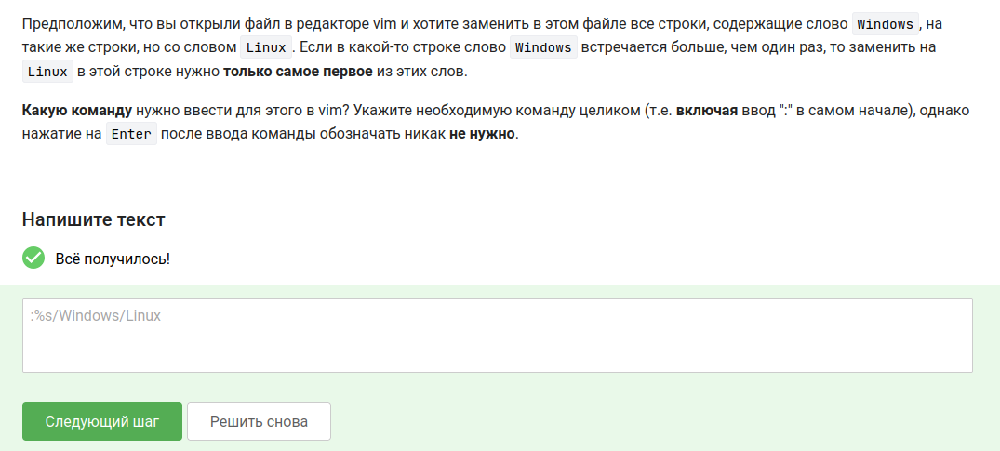 Предположим, что вы открыли файл в редакторе vim и хотите заменить в этом файле все строки, содержащие слово Windows, на
такие же строки, но со словом Linux. Если в какой-то строке слово Windows встречается больше, чем один раз, то заменить на
Linux в этой строке нужно только самое первое из этих слов.
Какую команду нужно ввести для этого в vim? Укажите необходимую команду целиком (т.е. включая ввод ":" в самом начале), однако
нажатие на Enter после ввода команды обозначать никак не нужно.
Напишите текст
Всё получилось!
:%s/Windows/Linux
Следующий шаг
Решить снова